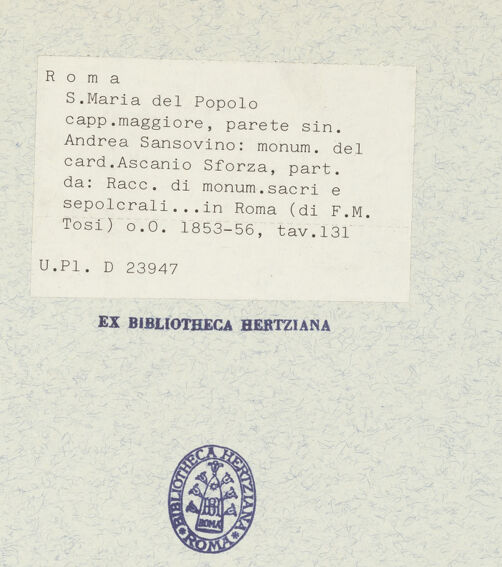 R o m a
S.Maria del Popolo
capp.maggiore, parete sin.
Andrea Sansovino: monum. del
card.Ascanio Sforza, part.
da: Racc. di monum.sacri e
sepolcrali...in Roma (di F.M.
Tosi) o.O. 1853-56, tav.131
U.Pl. D 23947
EX BIBLIOTHECA HERTZIANA
BIBLIOTHECA HERTZIANA
ROMA
ROMA